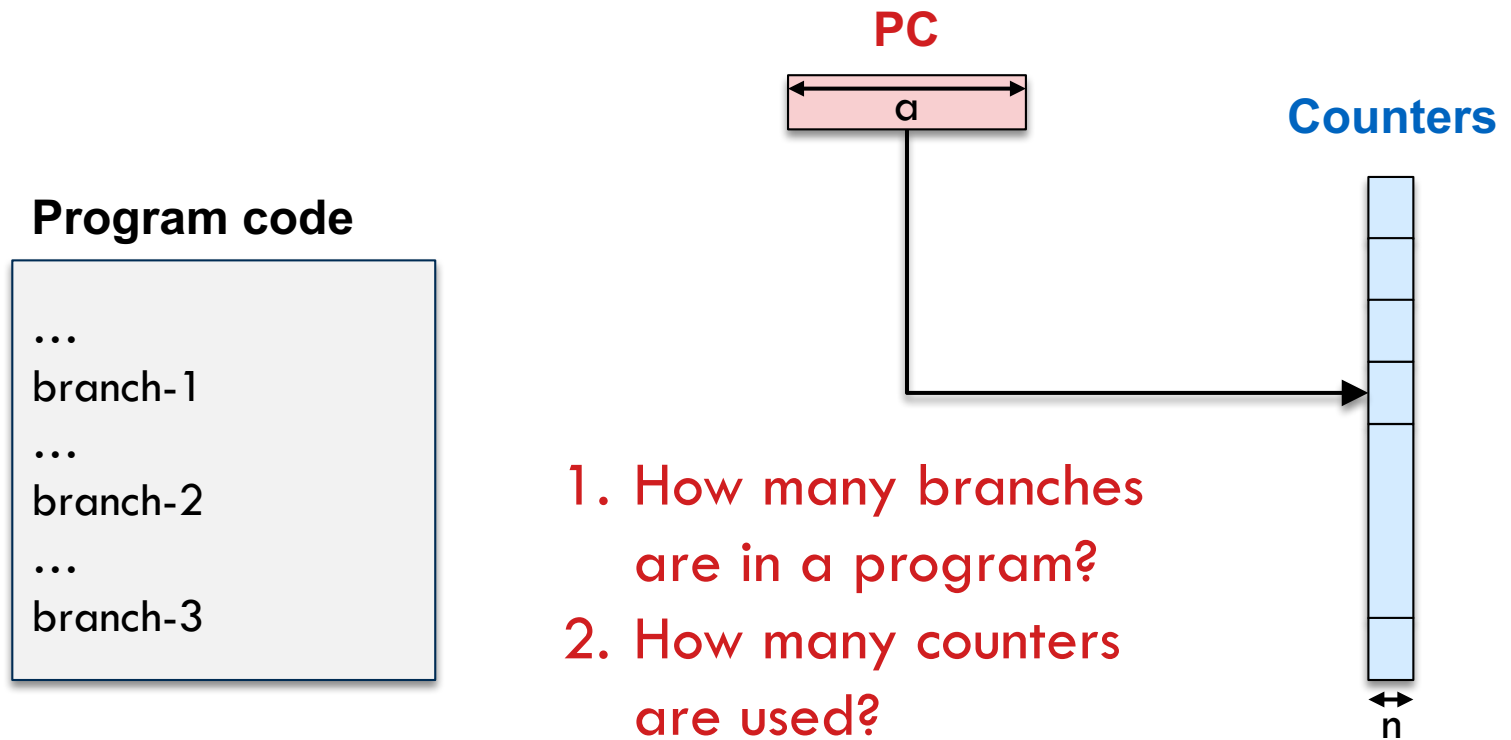 PC
a
Counters
Program code
...
branch-1
...
branch-2
...
branch-3
1. How many branches
are in a program?
2. How many counters
are used?
n